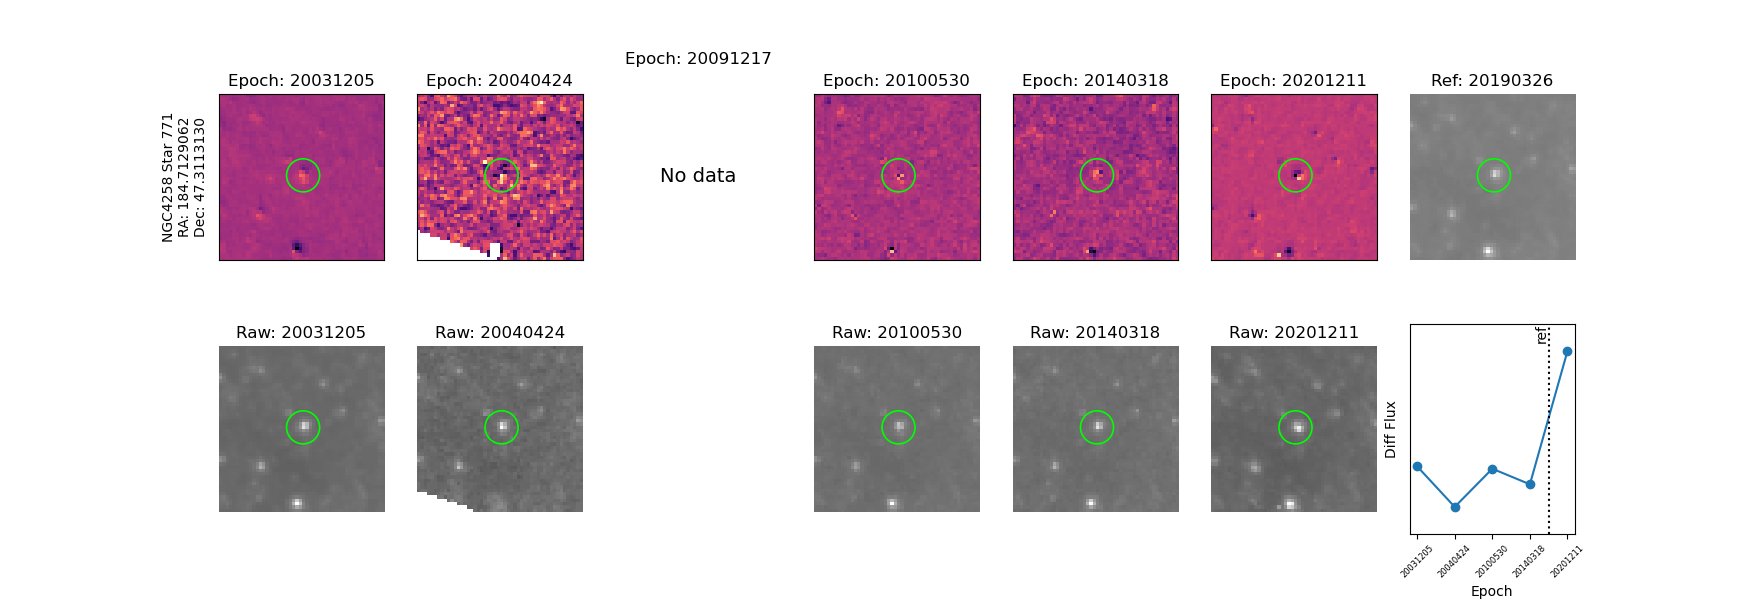 Epoch: 20091217
Epoch: 20031205
Epoch: 20040424
Epoch: 20100530
Epoch: 20140318
Epoch: 20201211
Ref: 20190326
NGC4258 Star 771
RA: 184.7129062
Dec: 47.3113130
No data
Raw: 20031205
Raw: 20040424
Raw: 20100530
Raw: 20140318
Raw: 20201211
ref
Diff Flux
20031205
20040424
20100530
20140318
20201211
Epoch